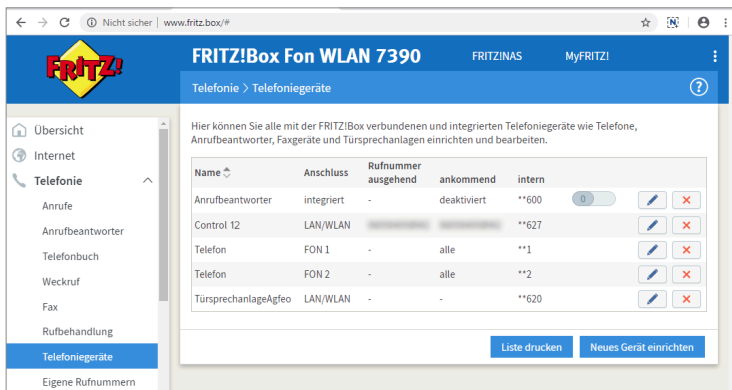 Nicht sicher | www.fritz.box/#
FRITZ!
FRITZ!Box Fon WLAN 7390 FRITZ!NAS MyFRITZ!
Telefonie > Telefoniegeräte ?
Übersicht
Internet
Telefonie
Anrufe
Anrufbeantworter
Telefonbuch
Weckruf
Fax
Rufbehandlung
Telefoniegeräte
Eigene Rufnummern
Hier können Sie alle mit der FRITZ!Box verbundenen und integrierten Telefoniegeräte wie Telefone,
Anrufbeantworter, Faxgeräte und Türsprechanlagen einrichten und bearbeiten.
Name Anschluss Rufnummer ausgehend ankommend intern
Anrufbeantworter integriert - deaktiviert **600 0
Control 12 LAN/WLAN **627
Telefon FON 1 - alle **1
Telefon FON 2 - alle **2
TürsprechanlageAgfeo LAN/WLAN - - **620
Liste drucken Neues Gerät einrichten